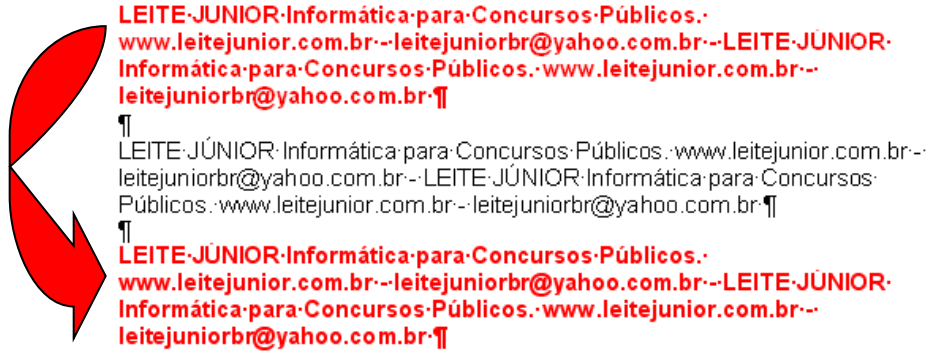 LEITE·JÚNIOR·Informática·para·Concursos·Públicos.·
www.leitejunior.com.br·-·leitejuniorbr@yahoo.com.br·-·LEITE·JÚNIOR·
Informática·para·Concursos·Públicos.·www.leitejunior.com.br·-·
leitejuniorbr@yahoo.com.br·¶
¶
LEITE·JÚNIOR·Informática·para·Concursos·Públicos.·www.leitejunior.com.br·-·
leitejuniorbr@yahoo.com.br·-·LEITE·JÚNIOR·Informática·para·Concursos·
Públicos.·www.leitejunior.com.br·-·leitejuniorbr@yahoo.com.br·¶
¶
LEITE·JÚNIOR·Informática·para·Concursos·Públicos.·
www.leitejunior.com.br·-·leitejuniorbr@yahoo.com.br·-·LEITE·JÚNIOR·
Informática·para·Concursos·Públicos.·www.leitejunior.com.br·-·
leitejuniorbr@yahoo.com.br·¶